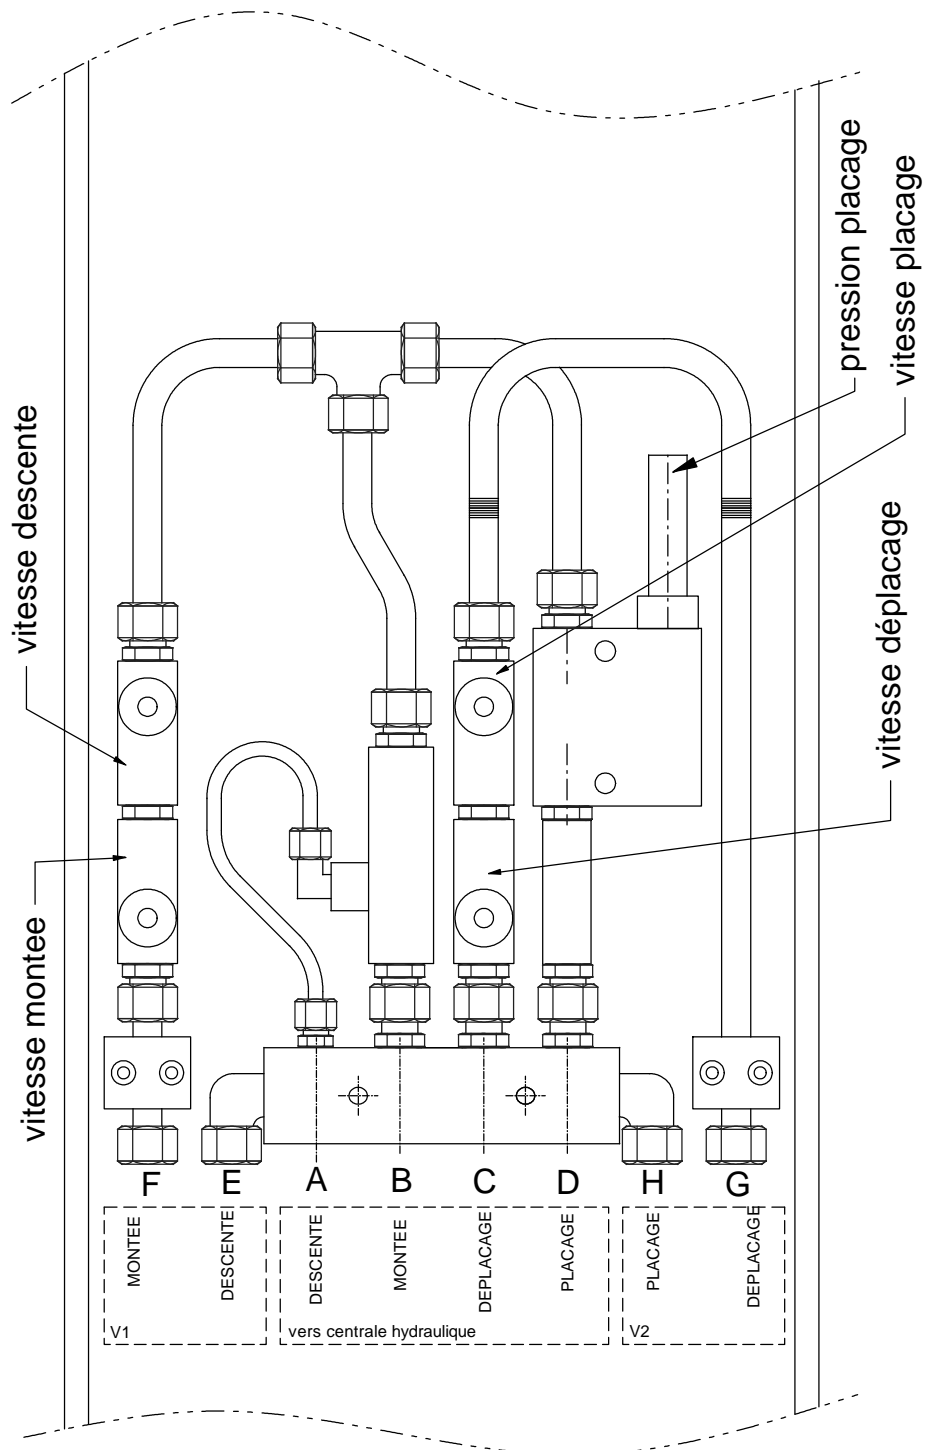 pression placage
vitesse placage
vitesse descente
vitesse déplacage
vitesse montee
F
E
A
B
C
D
H
G
MONTEE
DESCENTE
DESCENTE
MONTEE
DEPLACAGE
PLACAGE
PLACAGE
DEPLACAGE
V1
vers centrale hydraulique
V2